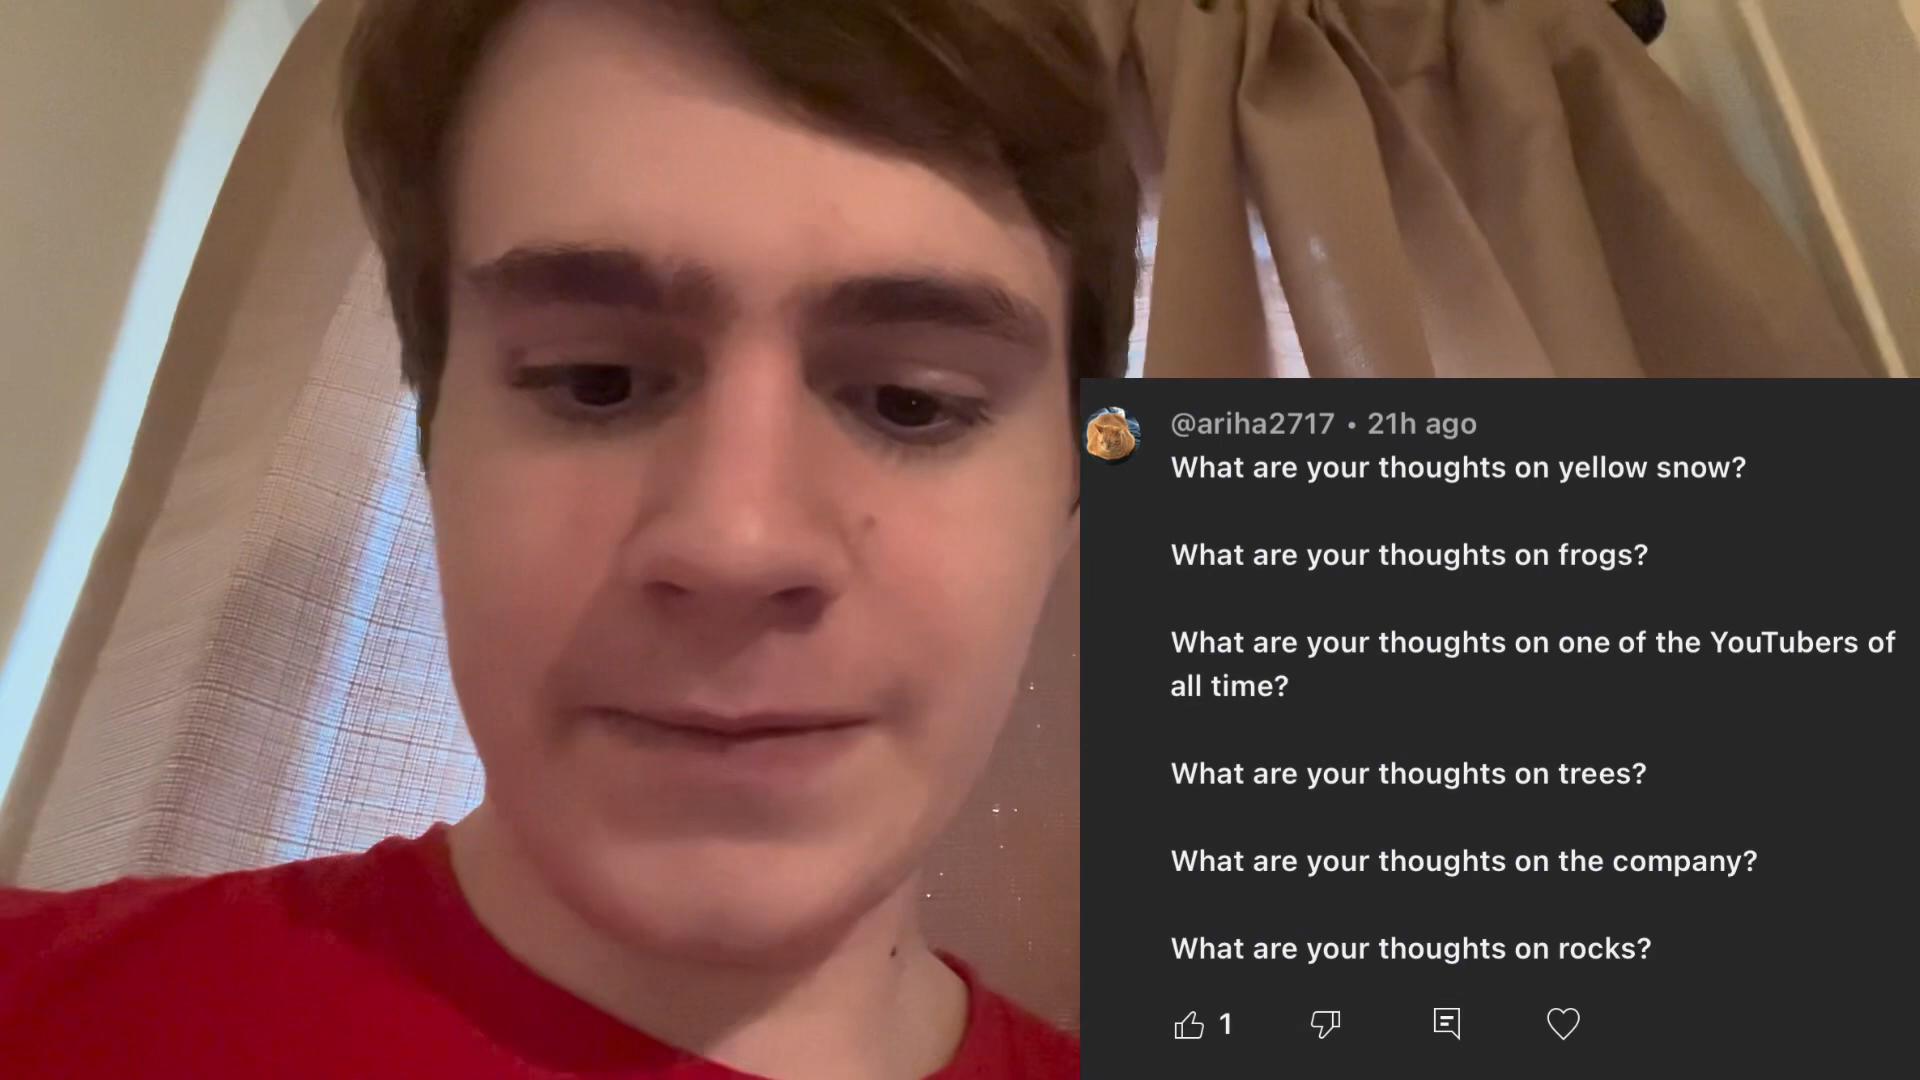 @ariha2717 • 21h ago
What are your thoughts on yellow snow?
What are your thoughts on frogs?
What are your thoughts on one of the YouTubers of
all time?
What are your thoughts on trees?
What are your thoughts on the company?
What are your thoughts on rocks?
1